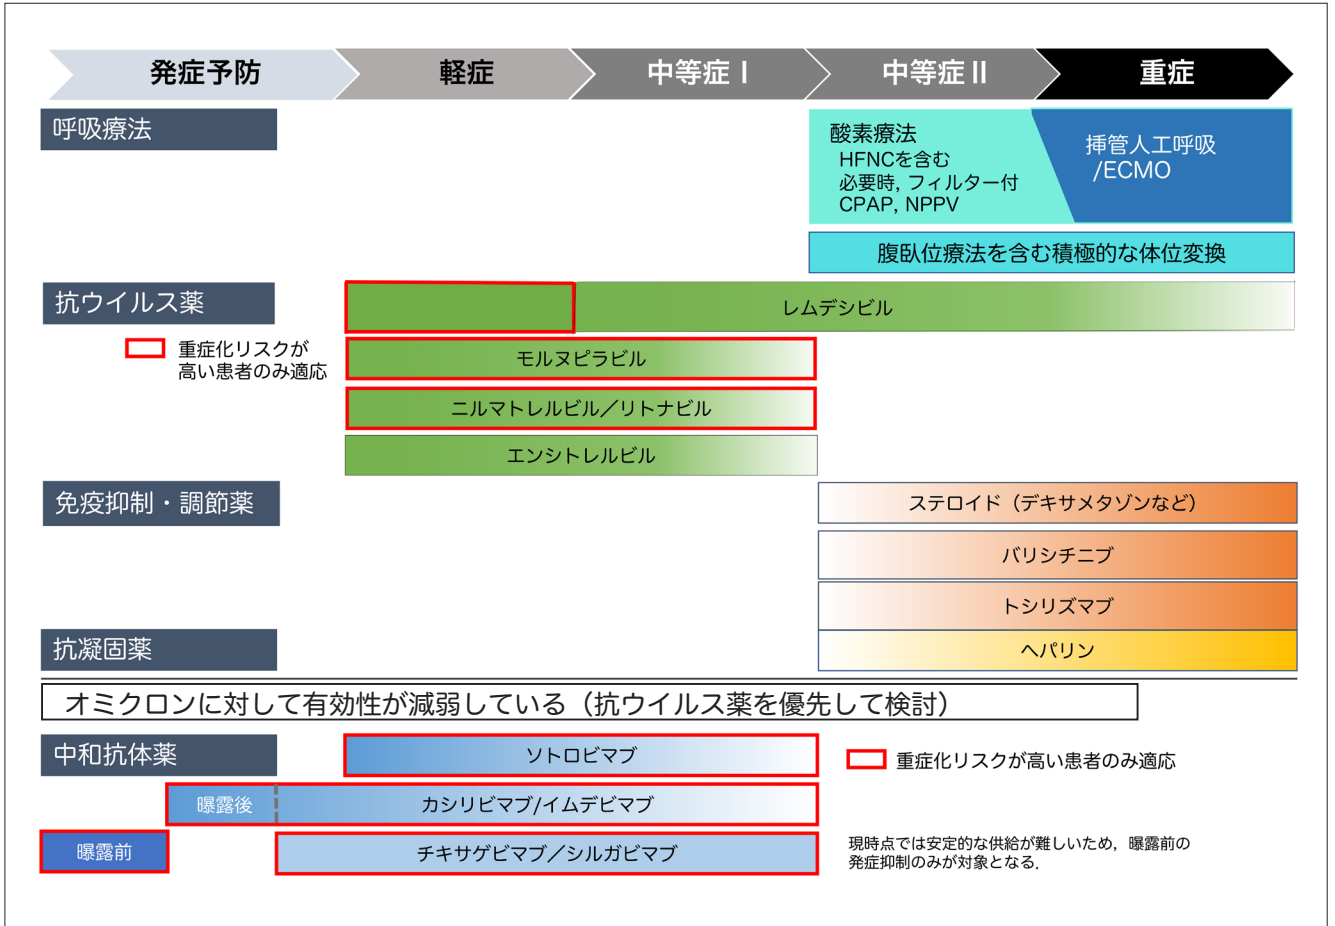 発症予防
軽症
中等症Ⅰ
中等症Ⅱ
重症
呼吸療法
酸素療法
HFNCを含む
必要時, フィルター付
CPAP, NPPV
挿管人工呼吸
/ECMO
腹臥位療法を含む積極的な体位変換
抗ウイルス薬
レムデシビル
重症化リスクが
高い患者のみ適応
モルヌピラビル
ニルマトレルビル／リトナビル
エンシトレルビル
免疫抑制・調節薬
ステロイド（デキサメタゾンなど）
バリシチニブ
トシリズマブ
抗凝固薬
ヘパリン
オミクロンに対して有効性が減弱している（抗ウイルス薬を優先して検討）
中和抗体薬
ソトロビマブ
重症化リスクが高い患者のみ適応
曝露後
カシリビマブ/イムデビマブ
曝露前
チキサゲビマブ／シルガビマブ
現時点では安定的な供給が難しいため，曝露前の
発症抑制のみが対象となる．